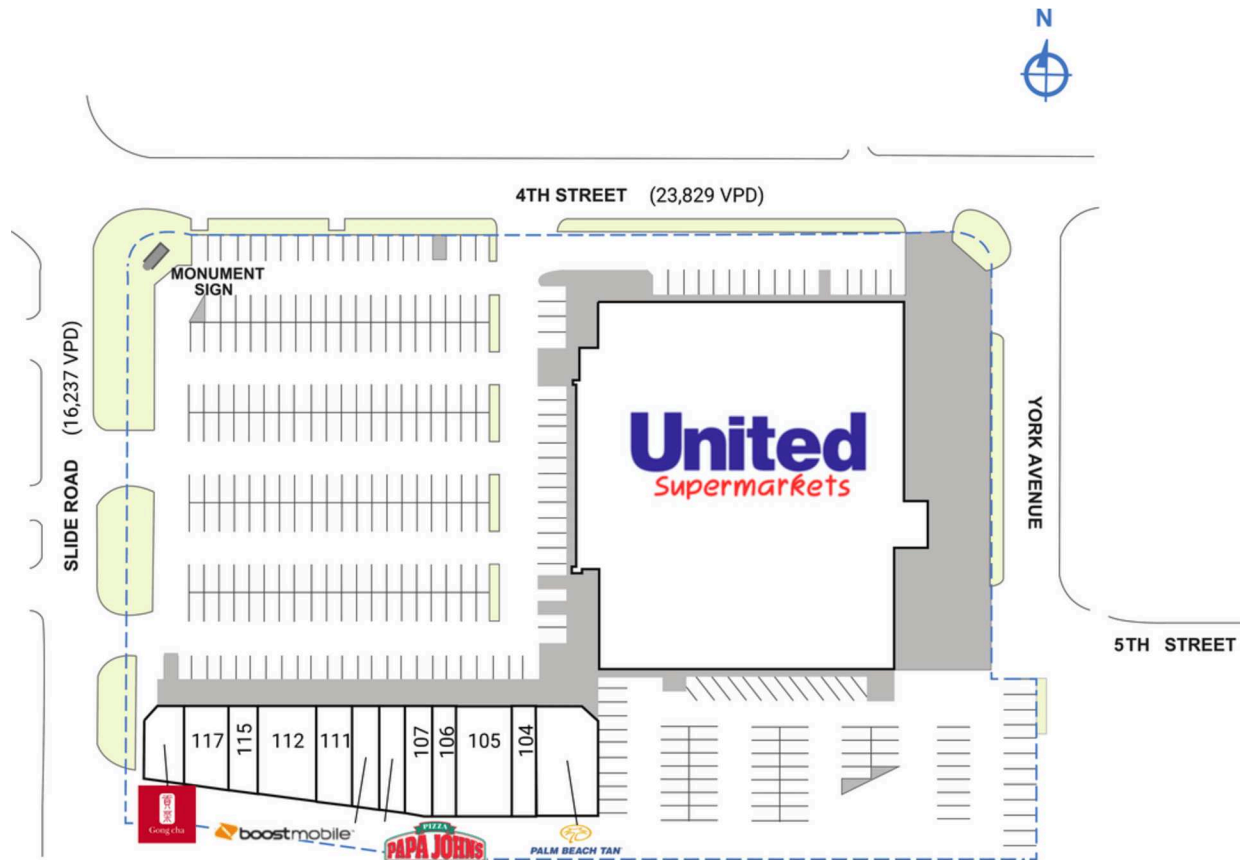 N
4TH STREET (23,829 VPD)
MONUMENT
SIGN
SLIDE ROAD (16,237 VPD)
United
Supermarkets
YORK AVENUE
5TH STREET
117
115
112
111
107
106
105
104
Gong cha
boostmobile
PIZZA
PAPA JOHNS
PALM BEACH TAN